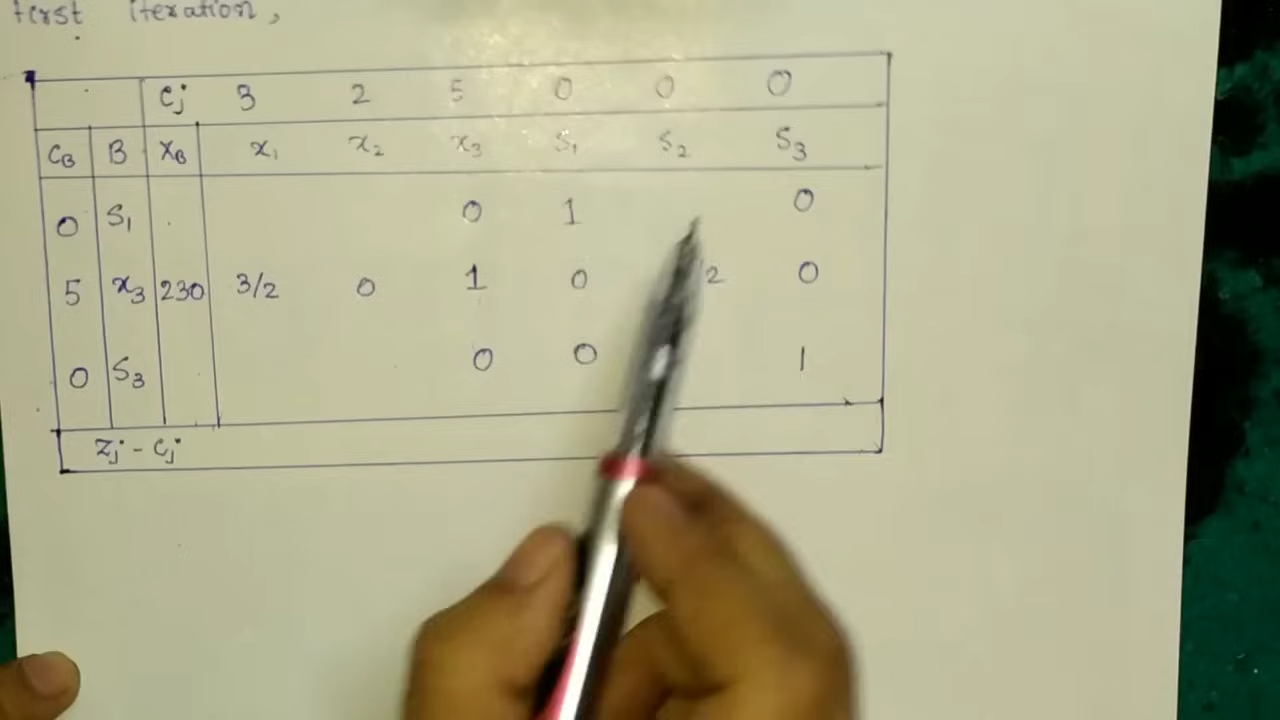 first iteration,
Cj 3 2 5 0 0 0
CB B XB x₁ x₂ x₃ S₁ S₂ S₃
0 S₁ 0 1 0
5 x₃ 230 3/2 0 1 0 2 0
0 S₃ 0 0 1
Zj - Cj